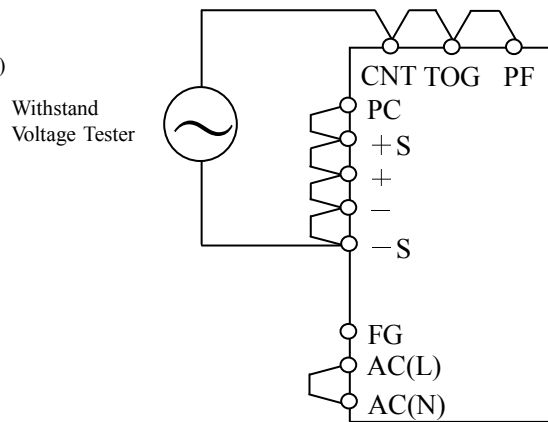 )
Withstand
Voltage Tester
CNT TOG PF
PC
+S
+
−
−S
FG
AC(L)
AC(N)